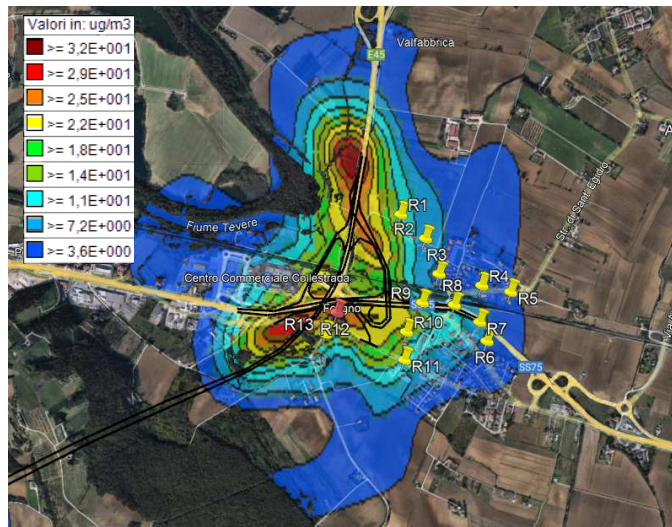 Valori in: ug/m3
>= 3,2E+001
>= 2,9E+001
>= 2,5E+001
>= 2,2E+001
>= 1,8E+001
>= 1,4E+001
>= 1,1E+001
>= 7,2E+000
>= 3,6E+000
Valfabbrica
E45
Str. di Sant'Egidio
Fiume Tevere
R1
R2
R3
Centro Commerciale Collestrada
R4
R5
R8
R9
R13
R12
R10
R7
R6
R11
SS75